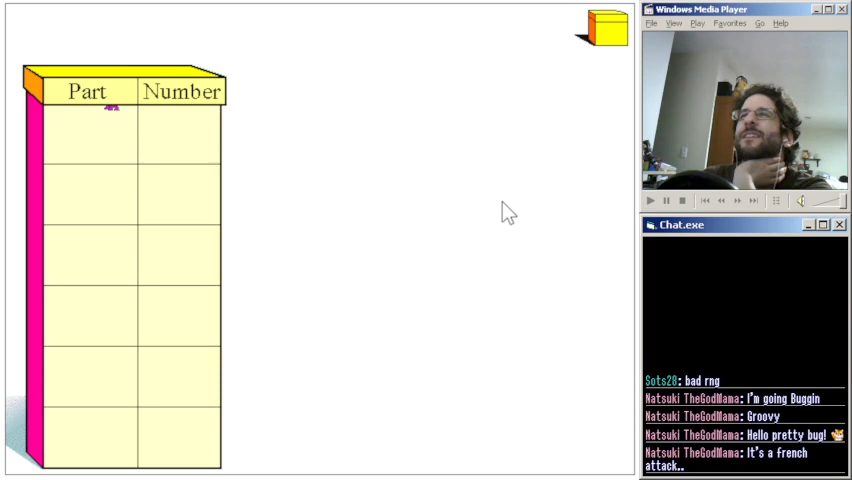 Part Number
Windows Media Player
File View Play Favorites Go Help
Chat.exe
Sots28: bad rng
Natsuki TheGodMama: I'm going Buggin
Natsuki TheGodMama: Groovy
Natsuki TheGodMama: Hello pretty bug!
Natsuki TheGodMama: It's a french
attack..